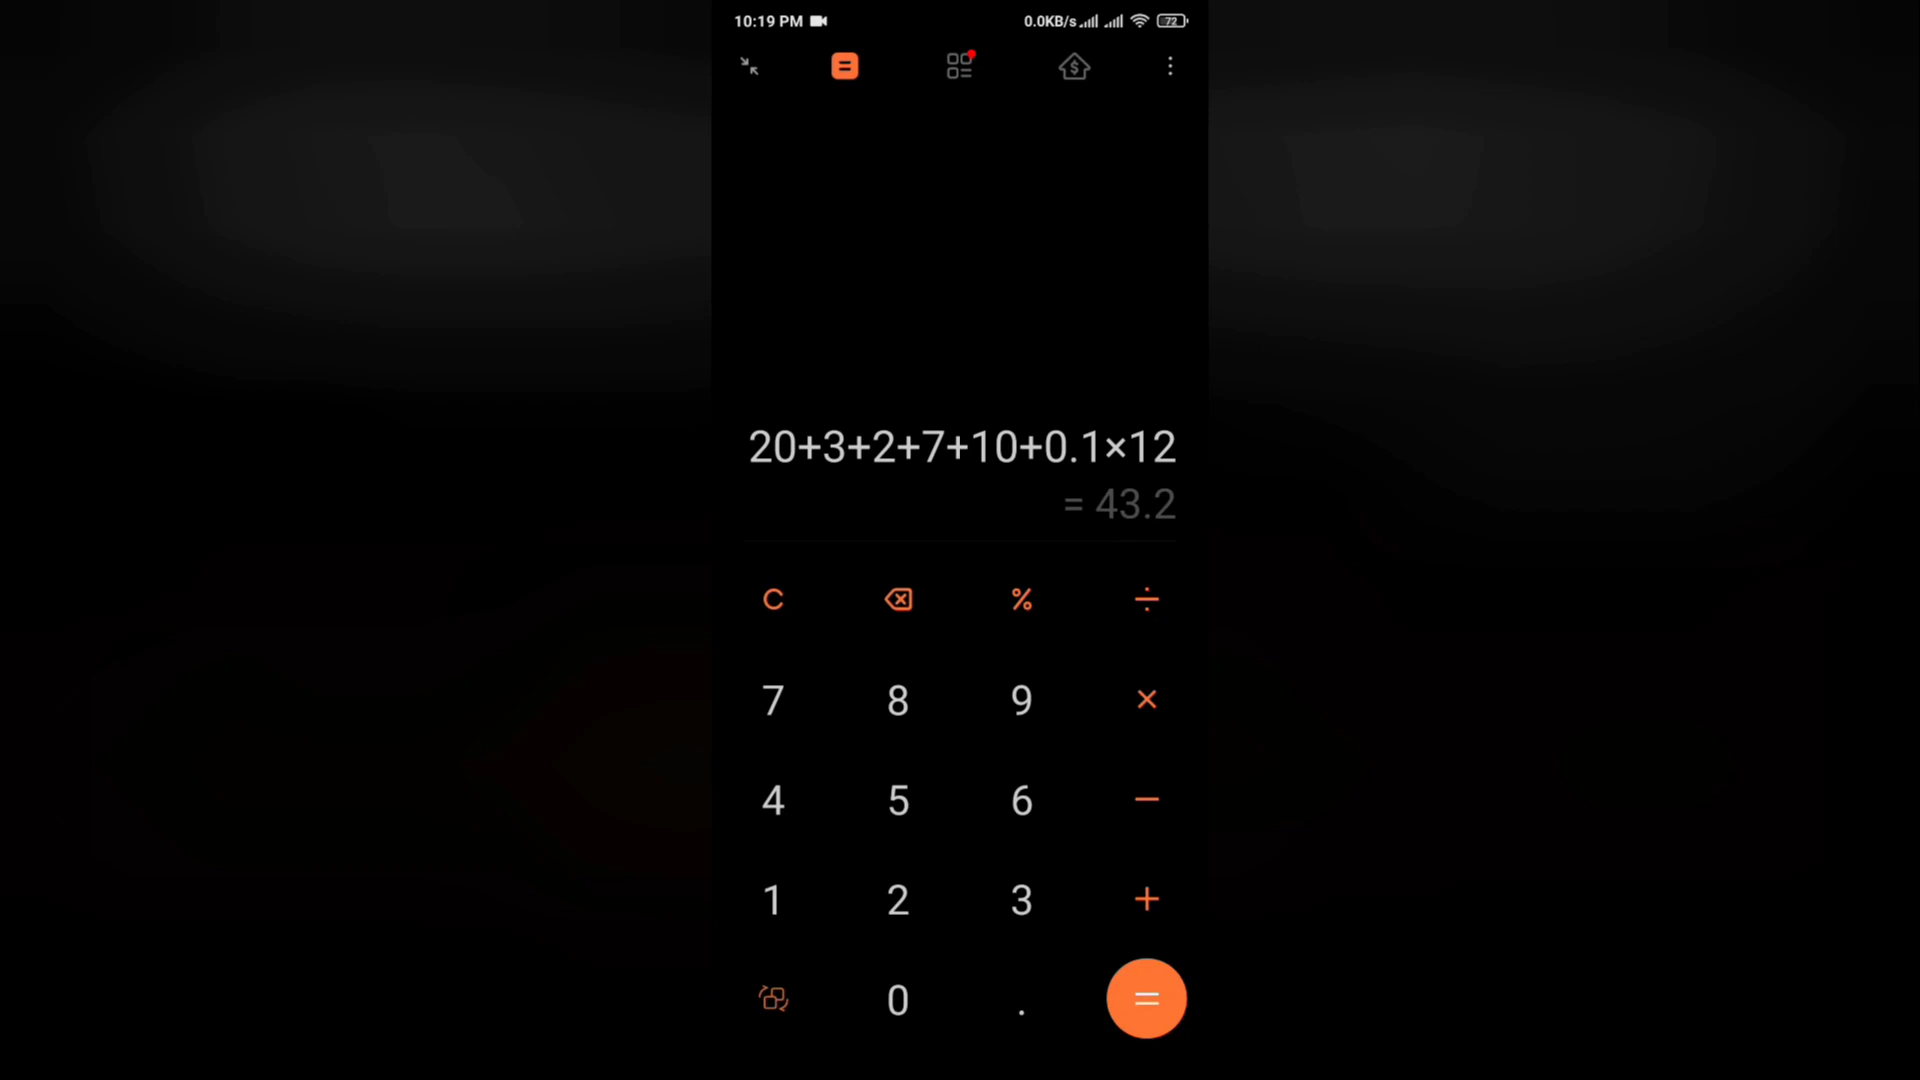 10:19 PM 0.0KB/s 72
20+3+2+7+10+0.1×12
= 43.2
C % ÷
7 8 9 ×
4 5 6 −
1 2 3 +
0 . =